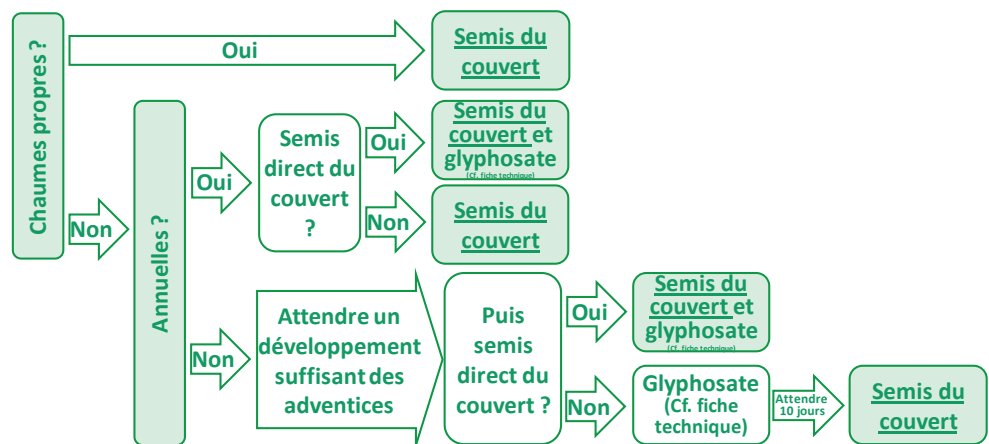 Chaumes propres ?
Oui
Semis du
couvert
Non
Annuelles ?
Oui
Semis
direct du
couvert
?
Oui
Semis du
couvert et
glyphosate
(Cf. fiche technique)
Non
Semis du
couvert
Non
Attendre un
développement
suffisant des
adventices
Puis
semis
direct du
couvert ?
Oui
Semis du
couvert et
glyphosate
(Cf. fiche technique)
Non
Glyphosate
(Cf. fiche
technique)
Attendre
10 jours
Semis du
couvert